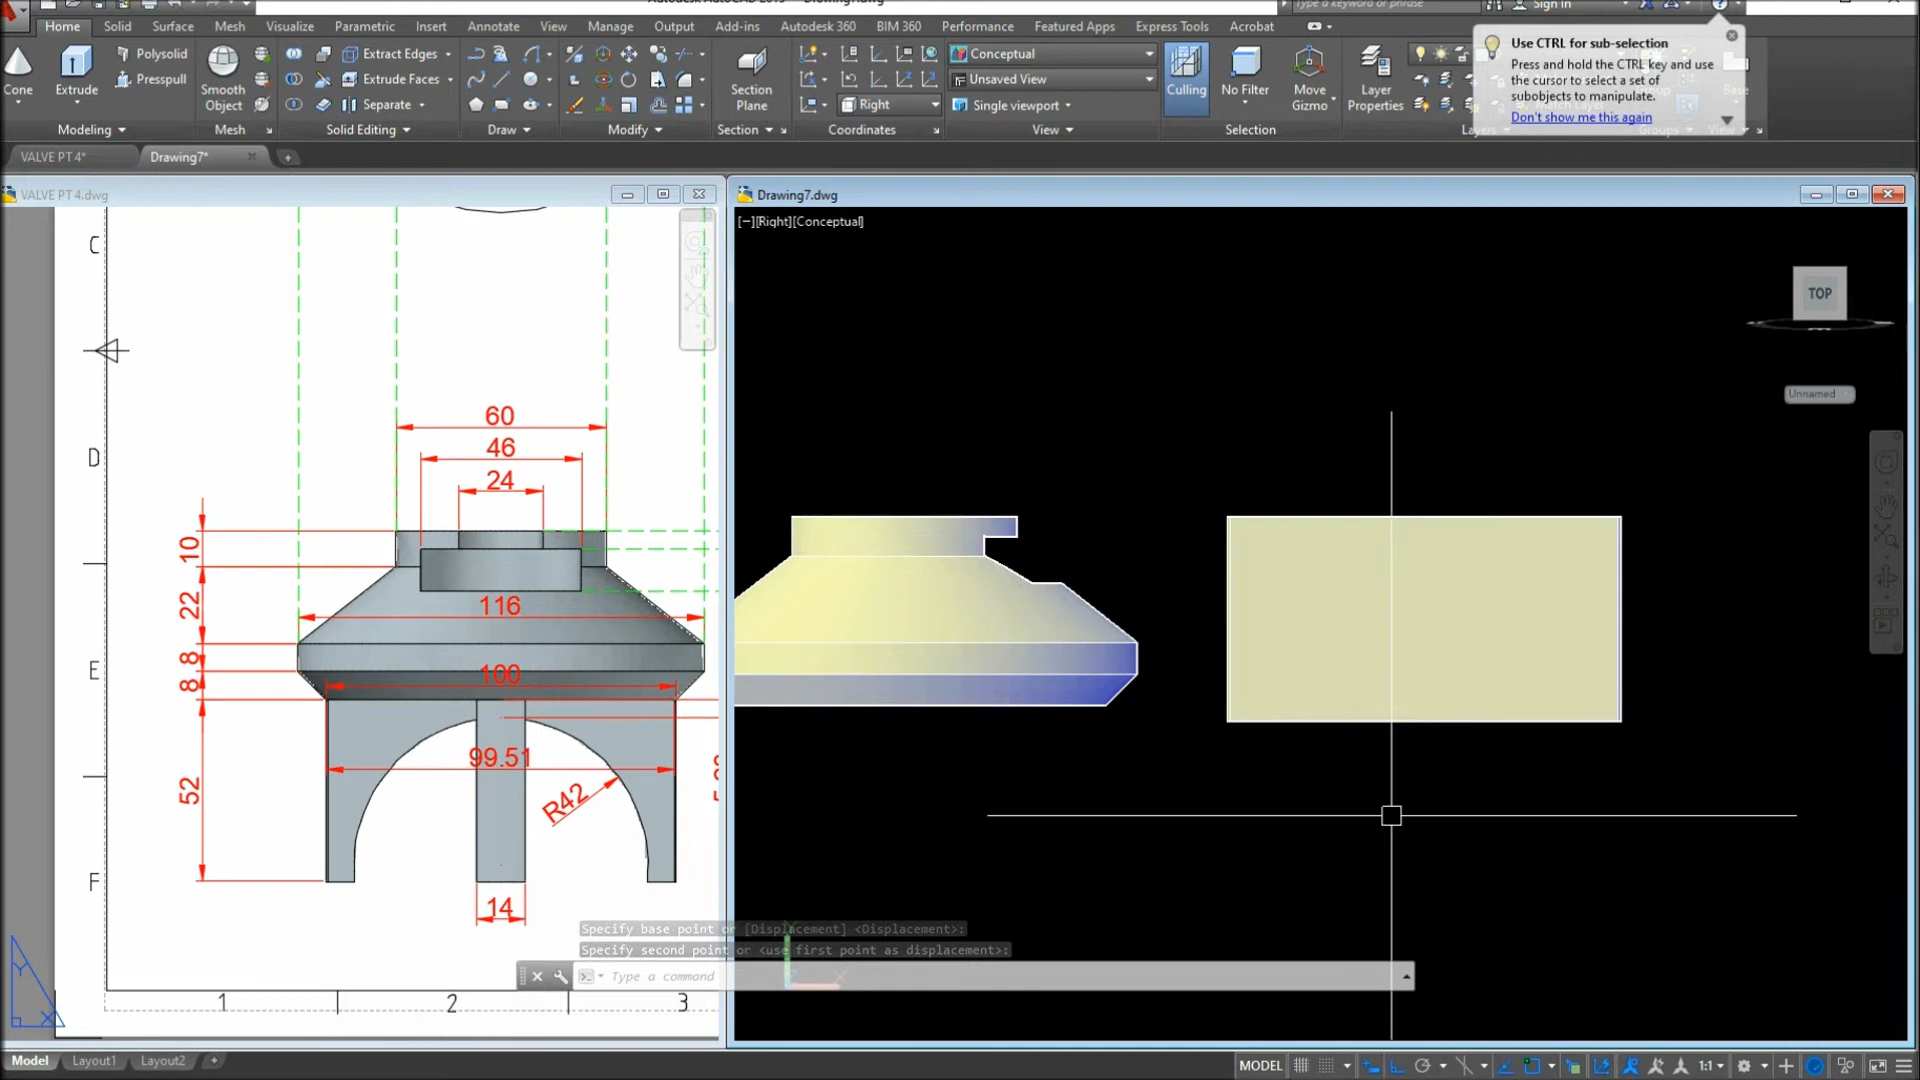 Sign In
Home Solid Surface Mesh Visualize Parametric Insert Annotate View Manage Output Add-ins Autodesk 360 BIM 360 Performance Featured Apps Express Tools Acrobat
Cone
Extrude
Polysolid
Presspull
Modeling
Smooth
Object
Mesh
Extract Edges
Extrude Faces
Separate
Solid Editing
Draw
Modify
Section
Plane
Section
Right
Coordinates
Conceptual
Unsaved View
Single viewport
View
Culling
No Filter
Move
Gizmo
Selection
Layer
Properties
Use CTRL for sub-selection
Press and hold the CTRL key and use
the cursor to select a set of
subobjects to manipulate.
Don't show me this again
VALVE PT 4*
Drawing7*
VALVE PT 4.dwg
Drawing7.dwg
[−][Right][Conceptual]
TOP
Unnamed
C
D
E
F
60
46
24
10
22
116
8
8
100
99.51
R42
52
14
1 2 3
Y
X
Specify base point or [Displacement] <Displacement>:
Specify second point or <use first point as displacement>:
Type a command
Model Layout1 Layout2
MODEL
1:1